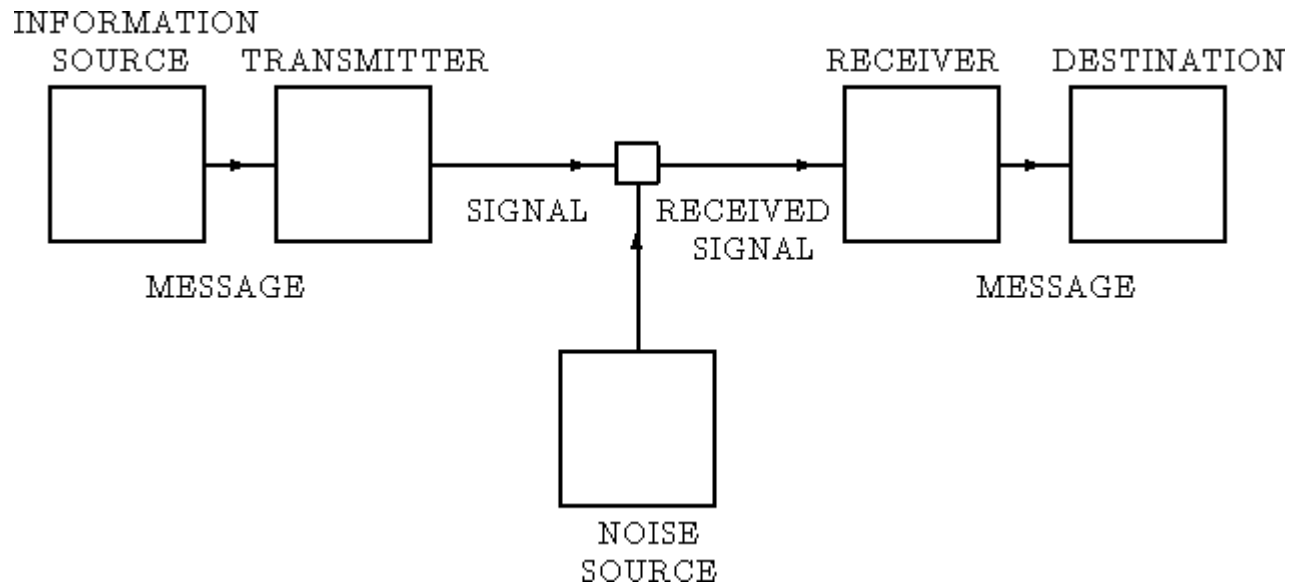 INFORMATION
SOURCE
TRANSMITTER
RECEIVER
DESTINATION
SIGNAL
RECEIVED
SIGNAL
MESSAGE
MESSAGE
NOISE
SOURCE